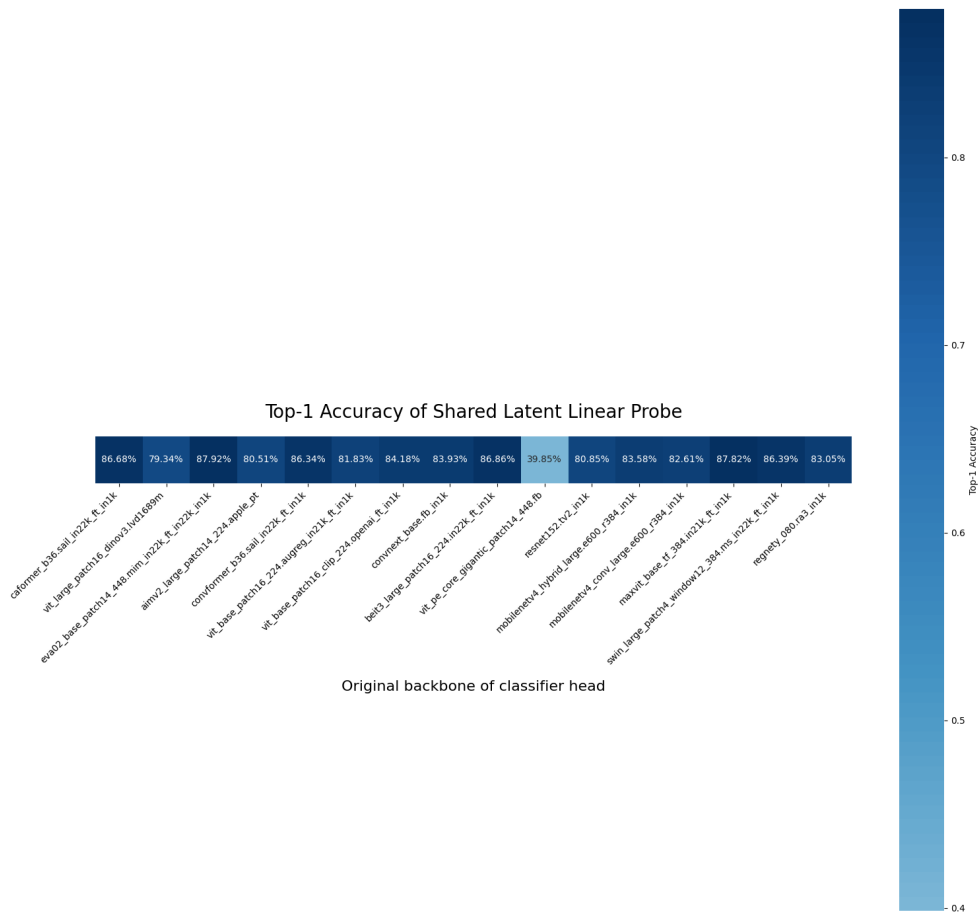 Top-1 Accuracy of Shared Latent Linear Probe
86.68% 79.34% 87.92% 80.51% 86.34% 81.83% 84.18% 83.93% 86.86% 39.85% 80.85% 83.58% 82.61% 87.82% 86.39% 83.05%
caformer_b36.sail_in22k_ft_in1k
vit_large_patch16_dinov3.lvd1689m
eva02_base_patch14_448.mim_in22k_ft_in22k_in1k
aimv2_large_patch14_224.apple_pt
convformer_b36.sail_in22k_ft_in1k
vit_base_patch16_224.augreg_in21k_ft_in1k
vit_base_patch16_clip_224.openai_ft_in1k
convnext_base.fb_in1k
beit3_large_patch16_224.in22k_ft_in1k
vit_pe_core_gigantic_patch14_448.fb
resnet152.tv2_in1k
mobilenetv4_hybrid_large.e600_r384_in1k
mobilenetv4_conv_large.e600_r384_in1k
maxvit_base_tf_384.in21k_ft_in1k
swin_large_patch4_window12_384.ms_in22k_ft_in1k
regnety_080.ra3_in1k
Original backbone of classifier head
0.8
0.7
0.6
0.5
0.4
Top-1 Accuracy